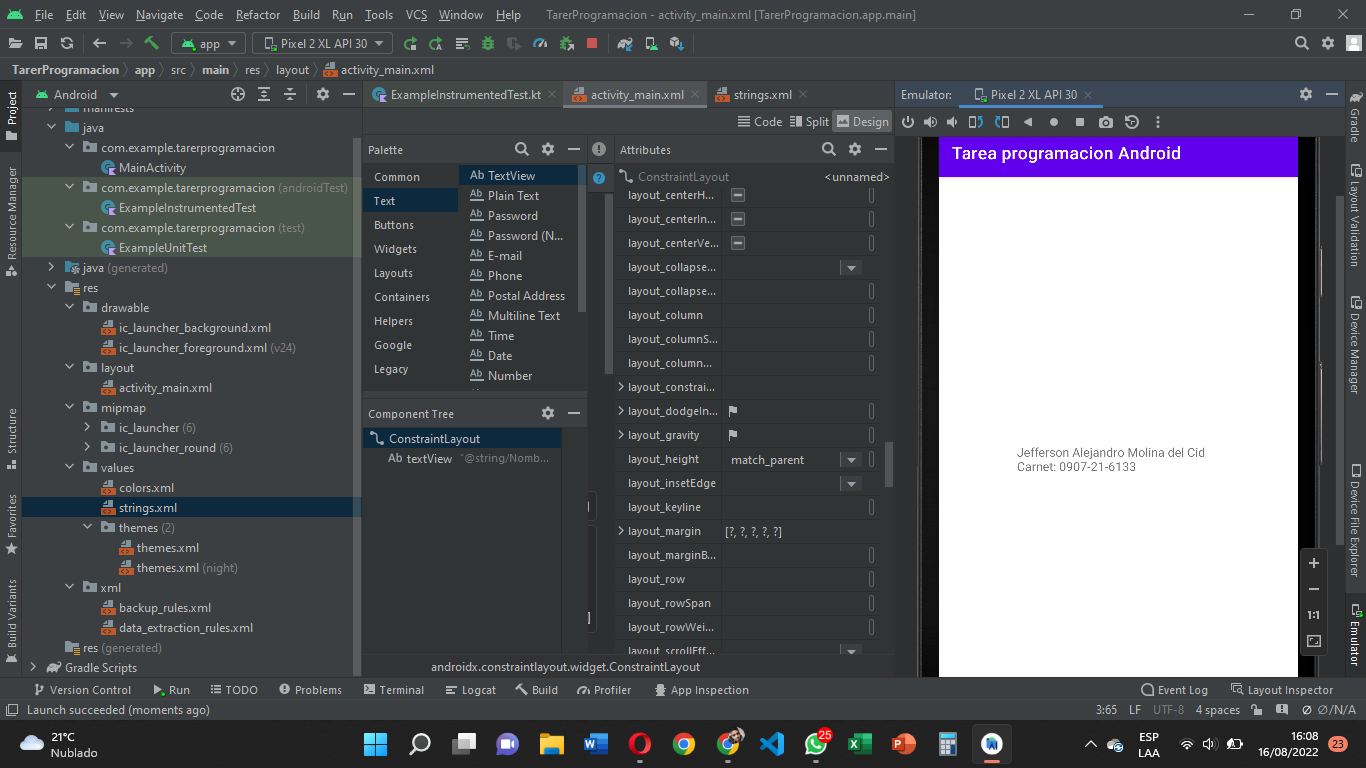 File Edit View Navigate Code Refactor Build Run Tools VCS Window Help TarerProgramacion - activity_main.xml [TarerProgramacion.app.main]
app Pixel 2 XL API 30
TarerProgramacion app src main res layout activity_main.xml
Android
ExampleInstrumentedTest.kt activity_main.xml strings.xml
Emulator: Pixel 2 XL API 30
Code Split Design
Project
Resource Manager
Structure
Favorites
Build Variants
manifests
java
com.example.tarerprogramacion
MainActivity
com.example.tarerprogramacion (androidTest)
ExampleInstrumentedTest
com.example.tarerprogramacion (test)
ExampleUnitTest
java (generated)
res
drawable
ic_launcher_background.xml
ic_launcher_foreground.xml (v24)
layout
activity_main.xml
mipmap
ic_launcher (6)
ic_launcher_round (6)
values
colors.xml
strings.xml
themes (2)
themes.xml
themes.xml (night)
xml
backup_rules.xml
data_extraction_rules.xml
res (generated)
Gradle Scripts
Palette
Common
Text
Buttons
Widgets
Layouts
Containers
Helpers
Google
Legacy
Ab TextView
Ab Plain Text
Ab Password
Ab Password (N...
Ab E-mail
Ab Phone
Ab Postal Address
Ab Multiline Text
Ab Time
Ab Date
Ab Number
Component Tree
ConstraintLayout
Ab textView "@string/Nomb...
Attributes
ConstraintLayout <unnamed>
layout_centerH...
layout_centerIn...
layout_centerVe...
layout_collapse...
layout_collapse...
layout_column
layout_columnS...
layout_column...
layout_constrai...
layout_dodgeIn...
layout_gravity
layout_height match_parent
layout_insetEdge
layout_keyline
layout_margin [?, ?, ?, ?, ?]
layout_marginB...
layout_row
layout_rowSpan
layout_rowWei...
layout_scrollEff...
androidx.constraintlayout.widget.ConstraintLayout
Tarea programacion Android
Jefferson Alejandro Molina del Cid
Carnet: 0907-21-6133
1:1
Gradle
Layout Validation
Device Manager
Device File Explorer
Emulator
Version Control Run TODO Problems Terminal Logcat Build Profiler App Inspection Event Log Layout Inspector
Launch succeeded (moments ago) 3:65 LF UTF-8 4 spaces /N/A
21°C
Nublado
25
ESP
LAA
16:08
16/08/2022
23